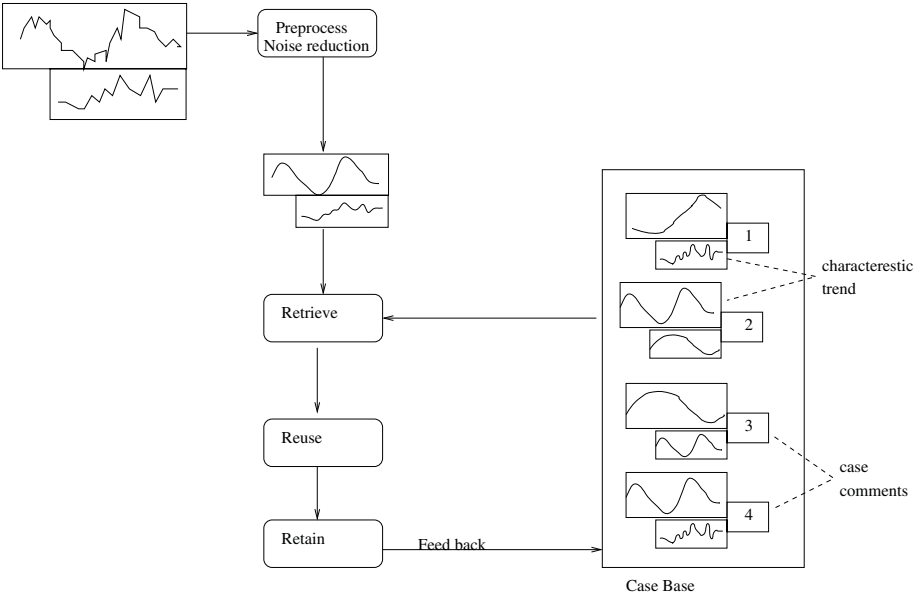 Preprocess
Noise reduction
1
characterestic
trend
Retrieve
2
Reuse
3
case
comments
4
Retain
Feed back
Case Base